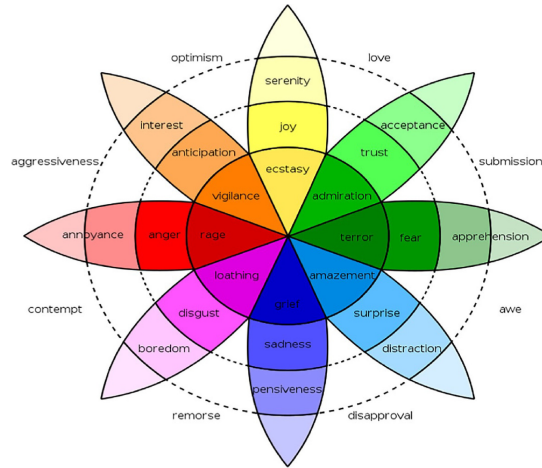 optimism
love
serenity
interest
acceptance
joy
anticipation
trust
aggressiveness
submission
ecstasy
vigilance
admiration
annoyance
anger
rage
terror
fear
apprehension
loathing
amazement
grief
contempt
disgust
surprise
awe
boredom
sadness
distraction
pensiveness
remorse
disapproval